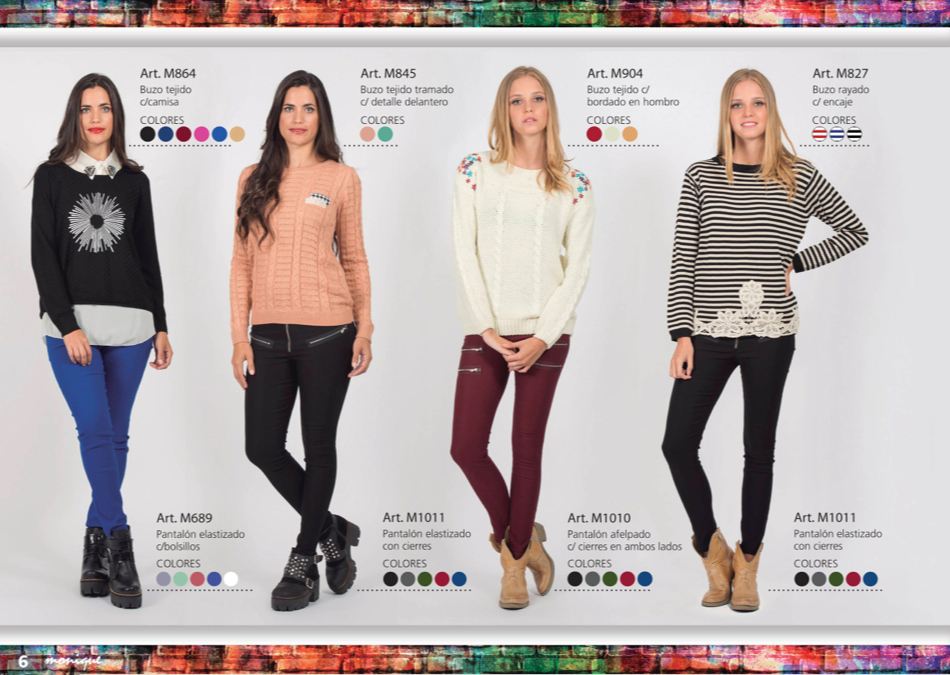 Art. M864
Buzo tejido
c/camisa
COLORES
Art. M845
Buzo tejido tramado
c/ detalle delantero
COLORES
Art. M904
Buzo tejido c/
bordado en hombro
COLORES
Art. M827
Buzo rayado
c/ encaje
COLORES
Art. M689
Pantalón elastizado
c/bolsillos
COLORES
Art. M1011
Pantalón elastizado
con cierres
COLORES
Art. M1010
Pantalón afelpado
c/ cierres en ambos lados
COLORES
Art. M1011
Pantalón elastizado
con cierres
COLORES
6 monique